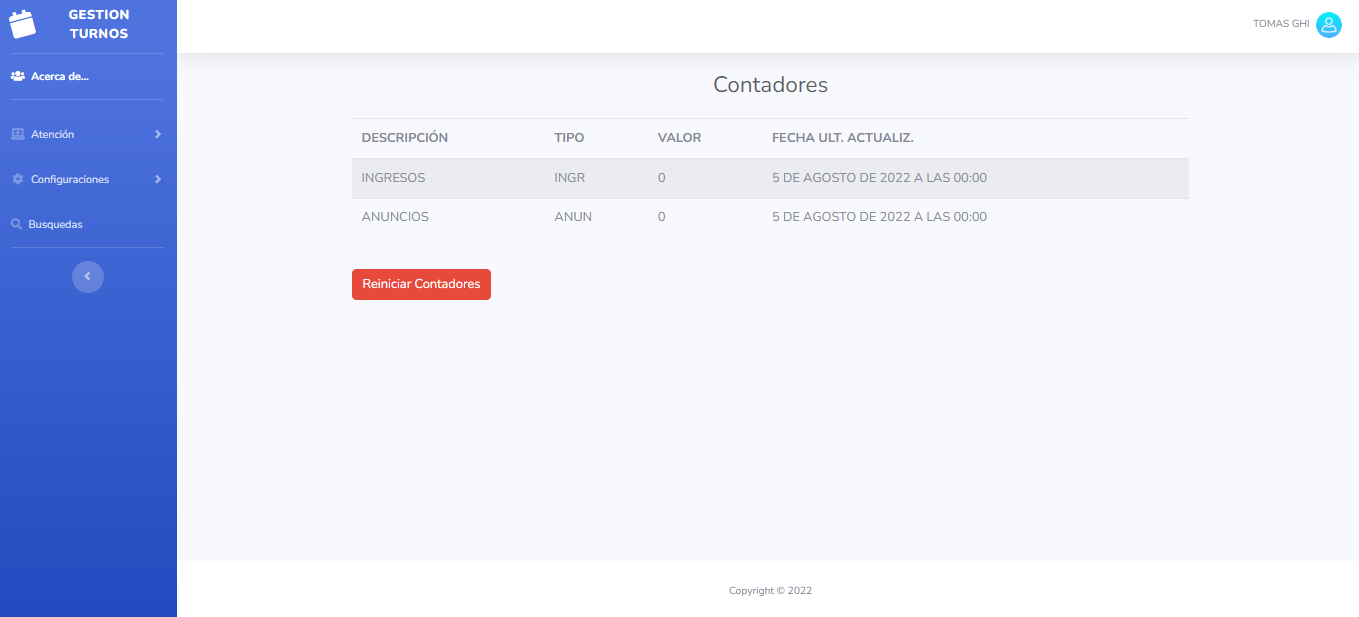 GESTION
TURNOS
TOMAS GHI
Acerca de...
Atención
Configuraciones
Busquedas
Contadores
DESCRIPCIÓN TIPO VALOR FECHA ULT. ACTUALIZ.
INGRESOS INGR 0 5 DE AGOSTO DE 2022 A LAS 00:00
ANUNCIOS ANUN 0 5 DE AGOSTO DE 2022 A LAS 00:00
Reiniciar Contadores
Copyright © 2022